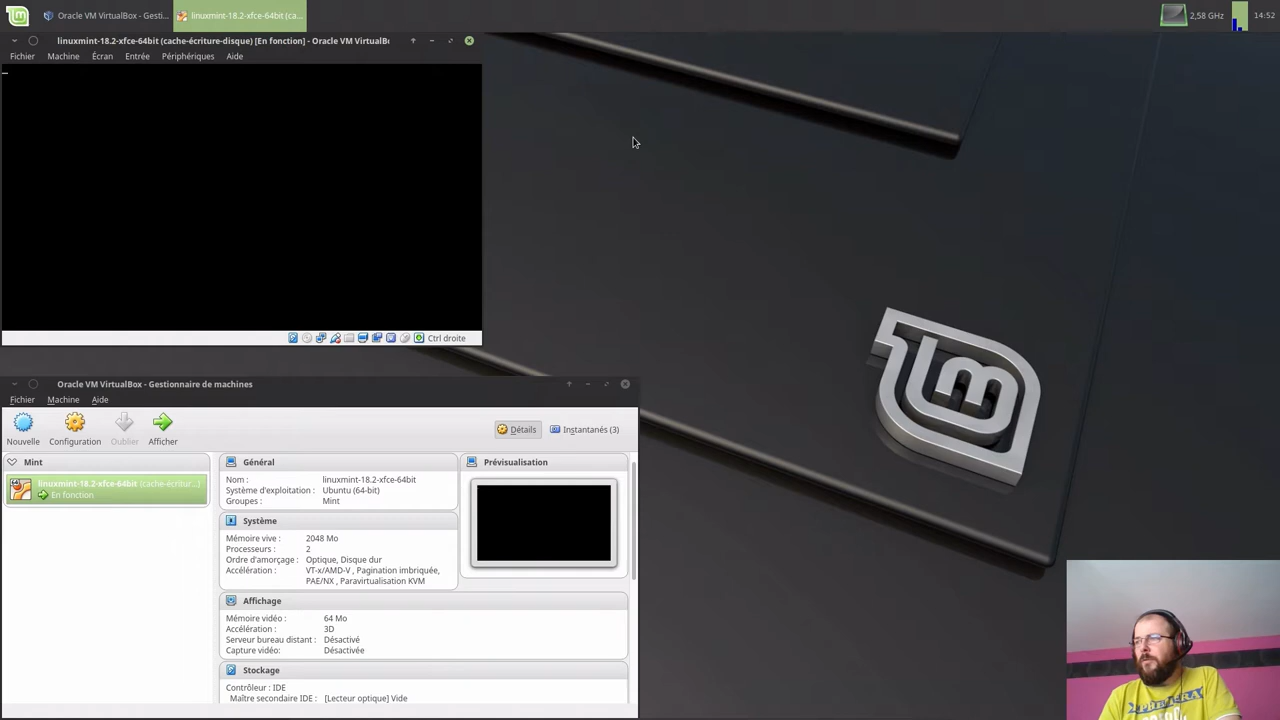 Oracle VM VirtualBox - Gesti...
linuxmint-18.2-xfce-64bit (ca...
2,58 GHz
14:52
linuxmint-18.2-xfce-64bit (cache-écriture-disque) [En fonction] - Oracle VM VirtualBo
Fichier Machine Écran Entrée Périphériques Aide
Ctrl droite
Oracle VM VirtualBox - Gestionnaire de machines
Fichier Machine Aide
Nouvelle Configuration Oublier Afficher
Détails
Instantanés (3)
Mint
linuxmint-18.2-xfce-64bit (cache-écritur...)
En fonction
Général
Nom : linuxmint-18.2-xfce-64bit
Système d'exploitation : Ubuntu (64-bit)
Groupes : Mint
Système
Mémoire vive : 2048 Mo
Processeurs : 2
Ordre d'amorçage : Optique, Disque dur
Accélération : VT-x/AMD-V , Pagination imbriquée,
PAE/NX , Paravirtualisation KVM
Affichage
Mémoire vidéo : 64 Mo
Accélération : 3D
Serveur bureau distant : Désactivé
Capture vidéo: Désactivée
Stockage
Contrôleur : IDE
Maître secondaire IDE : [Lecteur optique] Vide
Prévisualisation